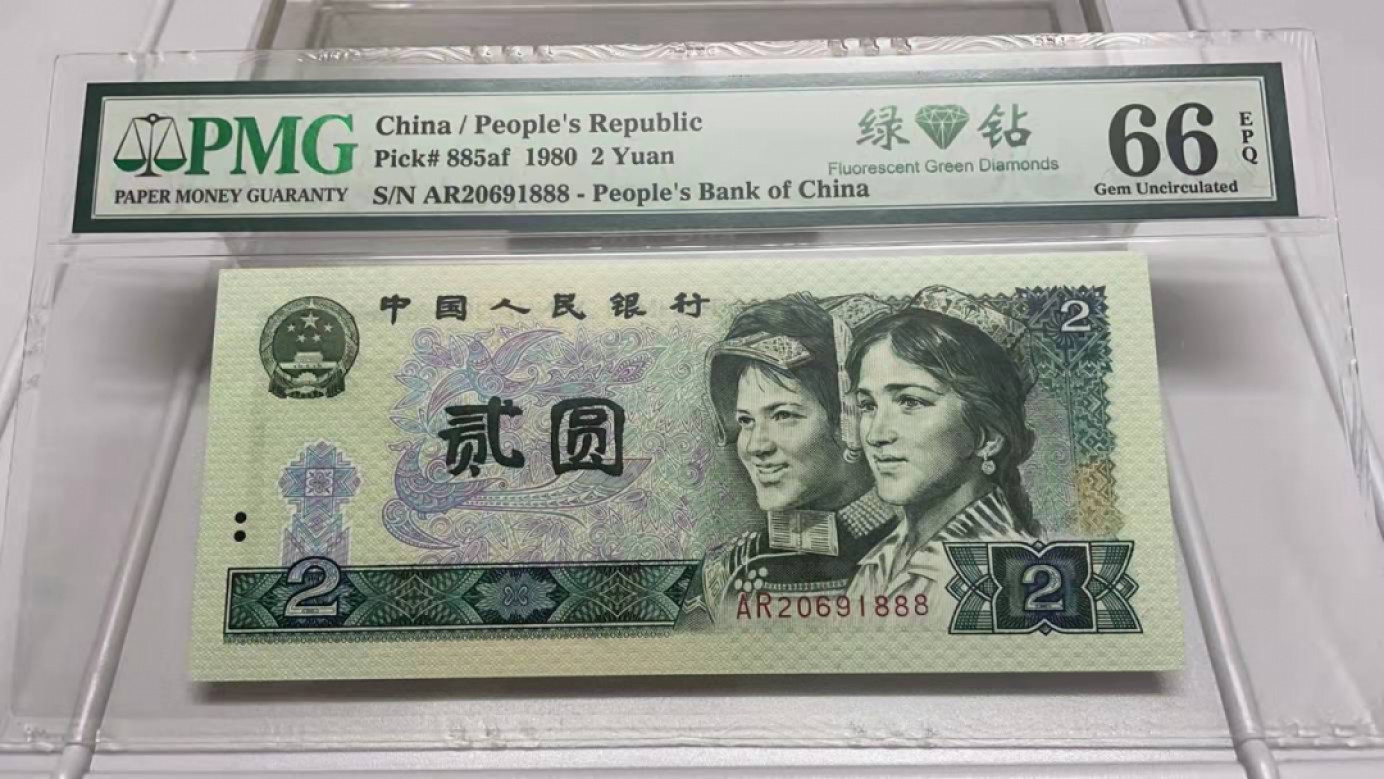 PMG
PAPER MONEY GUARANTY
China / People's Republic
Pick# 885af 1980 2 Yuan
S/N AR20691888 - People's Bank of China
绿钻
Fluorescent Green Diamonds
66
EPQ
Gem Uncirculated
中国人民银行
2
贰圆
2
2
AR20691888